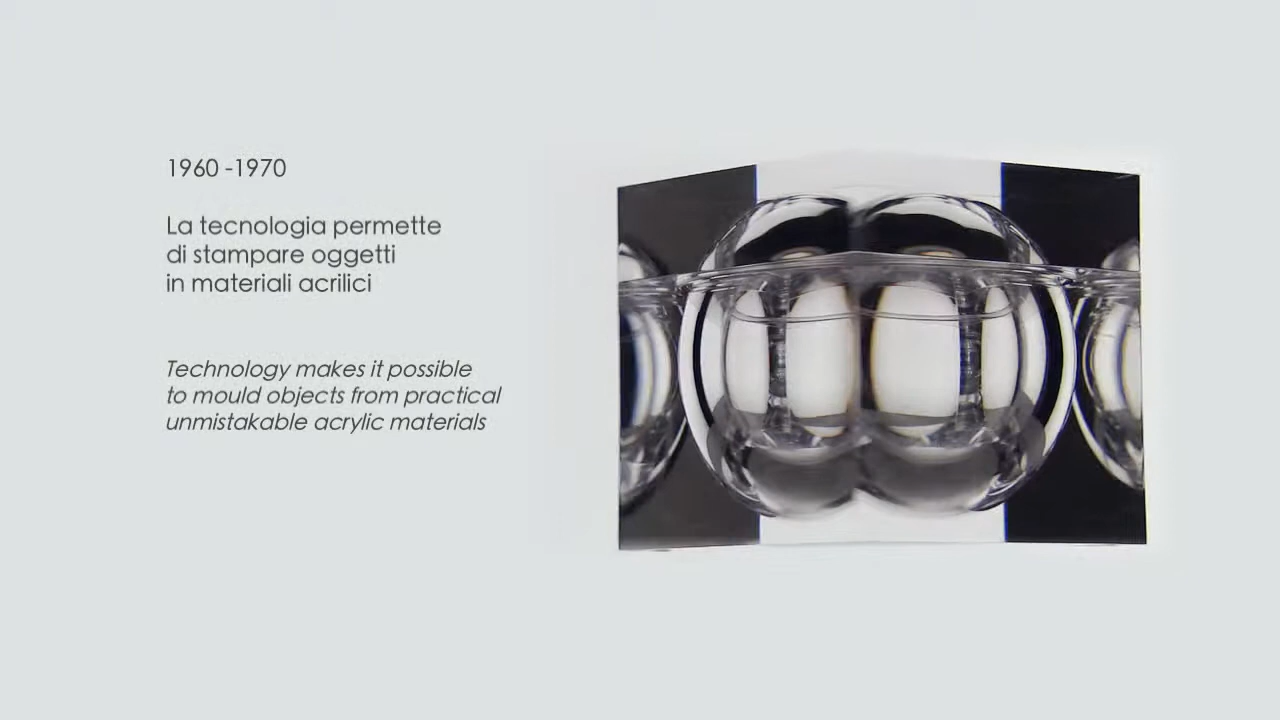 1960 -1970
La tecnologia permette
di stampare oggetti
in materiali acrilici
Technology makes it possible
to mould objects from practical
unmistakable acrylic materials